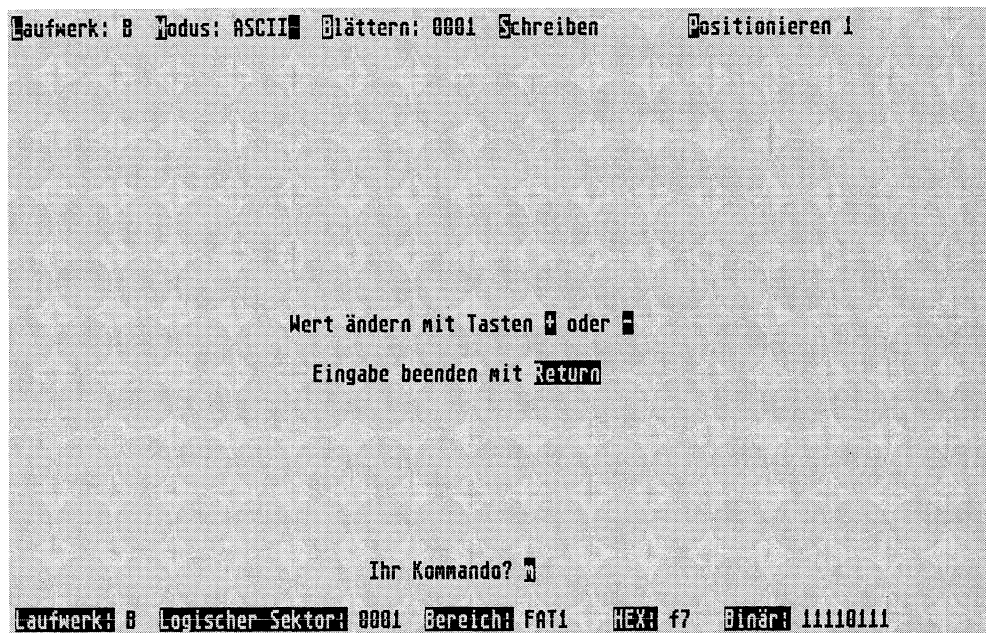 Laufwerk: B Modus: ASCII Blättern: 0001 Schreiben Positionieren 1
Wert ändern mit Tasten + oder -
Eingabe beenden mit Return
Ihr Kommando? M
Laufwerk: B Logischer Sektor: 0001 Bereich: FAT1 HEX: f7 Binär: 11110111